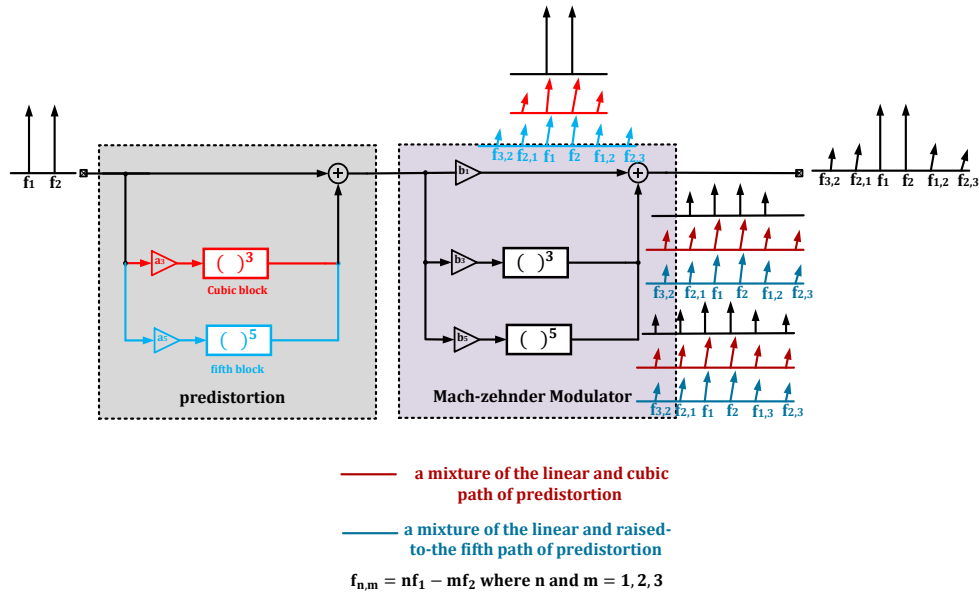 f1 f2
f3,2 f2,1 f1 f2 f1,2 f2,3
f3,2 f2,1 f1 f2 f1,2 f2,3
b1
a3 ( )3
Cubic block
b3 ( )3
f3,2 f2,1 f1 f2 f1,2 f2,3
a5 ( )5
fifth block
b5 ( )5
predistortion
Mach-zehnder Modulator
f3,2 f2,1 f1 f2 f1,3 f2,3
a mixture of the linear and cubic
path of predistortion
a mixture of the linear and raised-
to-the fifth path of predistortion
fn,m = nf1 − mf2 where n and m = 1, 2, 3